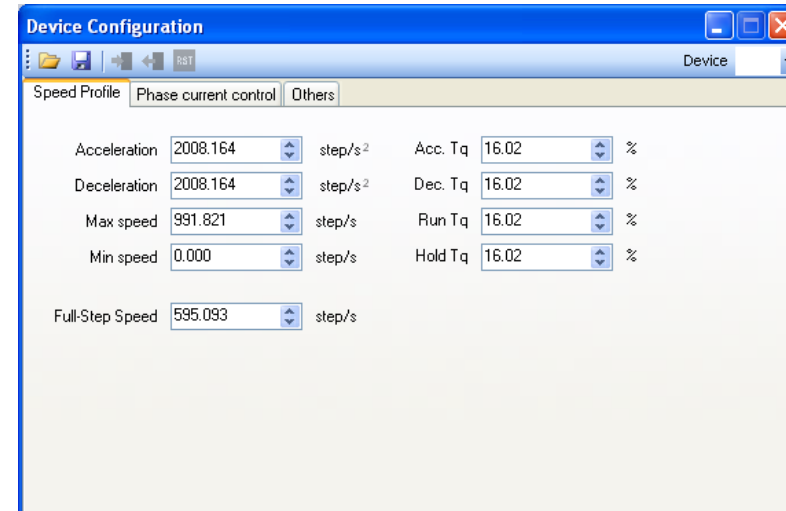 Device Configuration
RST Device
Speed Profile Phase current control Others
Acceleration 2008.164 step/s² Acc. Tq 16.02 %
Deceleration 2008.164 step/s² Dec. Tq 16.02 %
Max speed 991.821 step/s Run Tq 16.02 %
Min speed 0.000 step/s Hold Tq 16.02 %
Full-Step Speed 595.093 step/s